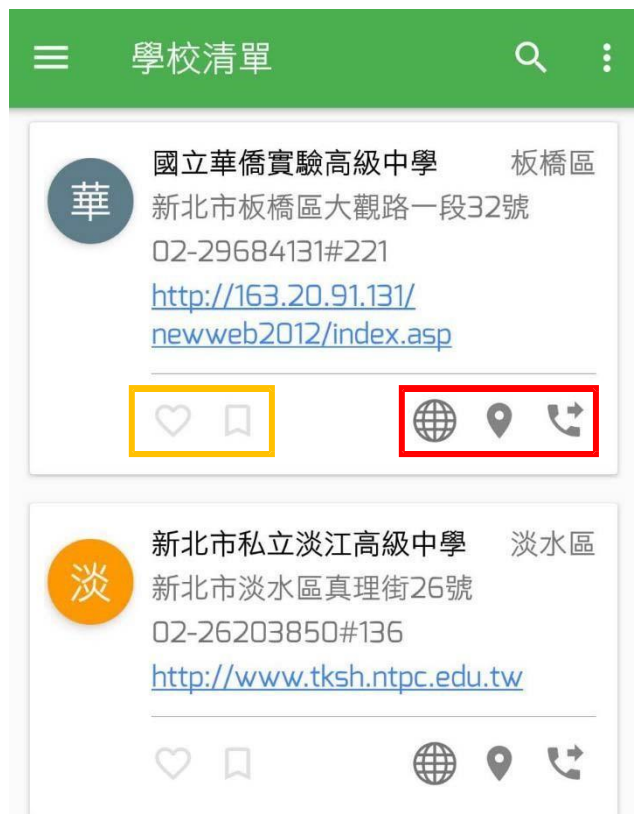 學校清單
華
國立華僑實驗高級中學 板橋區
新北市板橋區大觀路一段32號
02-29684131#221
http://163.20.91.131/
newweb2012/index.asp
淡
新北市私立淡江高級中學 淡水區
新北市淡水區真理街26號
02-26203850#136
http://www.tksh.ntpc.edu.tw